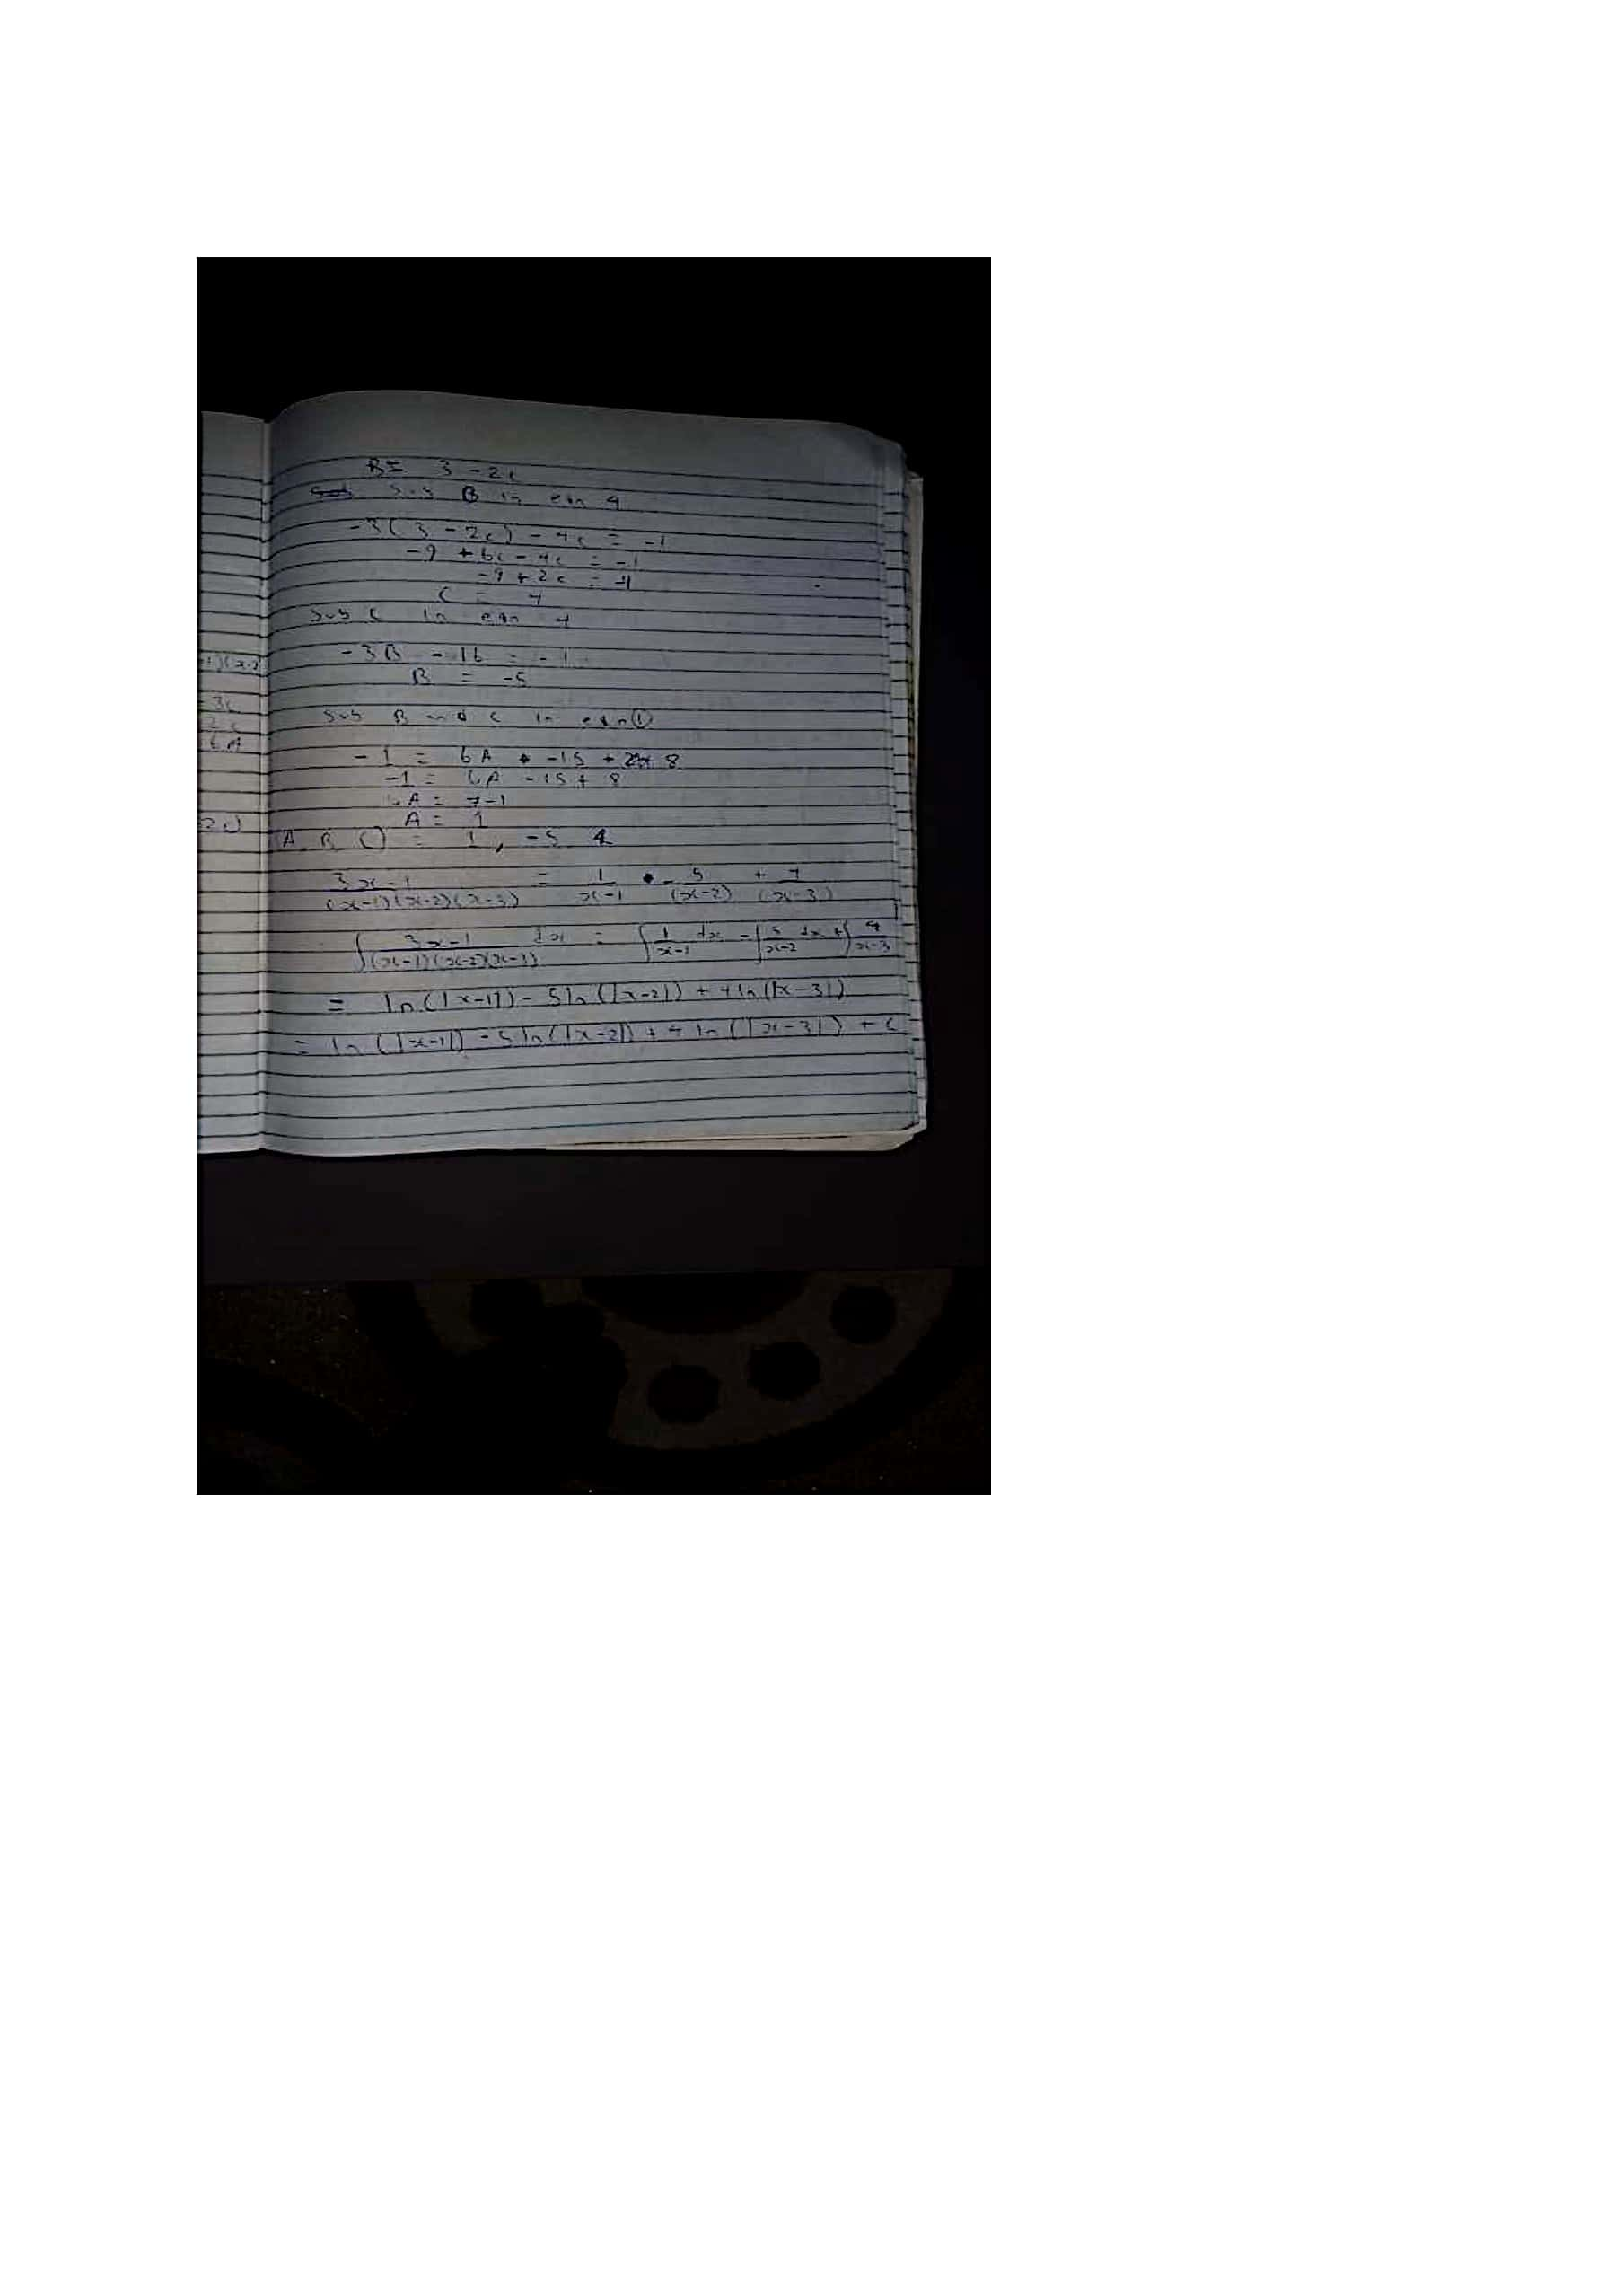 B = 3 - 2c
Sub B in eqn 4
-3(3 - 2c) - 4c = -1
-9 + 6c - 4c = -1
-9 + 2c = -1
C = 4
Sub C in eqn 4
-3B - 16 = -1
B = -5
Sub B and C in eqn ①
-1 = 6A -15 + 8
-1 = 6A - 15 + 8
6A = 7-1
A = 1
(A B C) = 1, -5 4
3x-1 / (x-1)(x-2)(x-3) = 1/x-1 - 5/(x-2) + 4/(x-3)
∫ 3x-1 / (x-1)(x-2)(x-3) dx = ∫ 1/x-1 dx - ∫ 5/x-2 dx + ∫ 4/x-3
= ln(|x-1|) - 5ln(|x-2|) + 4ln(|x-3|)
= ln(|x-1|) - 5ln(|x-2|) + 4ln(|x-3|) + c